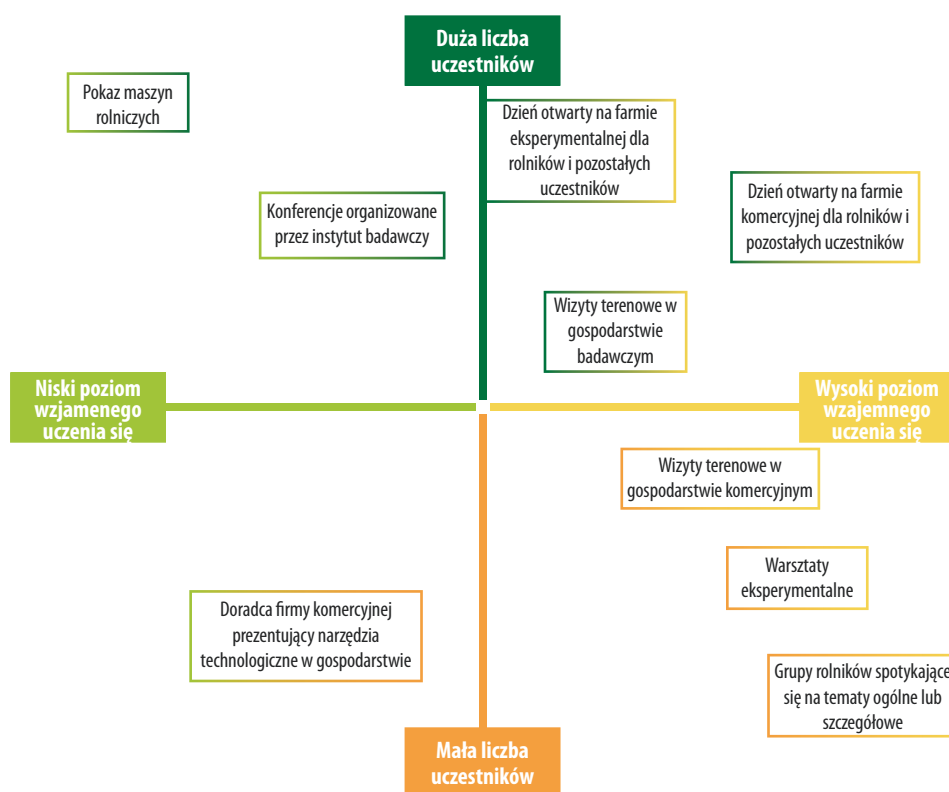 Duża liczba
uczestników
Pokaz maszyn
rolniczych
Dzień otwarty na farmie
eksperymentalnej dla
rolników i pozostałych
uczestników
Konferencje organizowane
przez instytut badawczy
Dzień otwarty na farmie
komercyjnej dla rolników i
pozostałych uczestników
Wizyty terenowe w
gospodarstwie
badawczym
Niski poziom
wzjamenego
uczenia się
Wysoki poziom
wzajemnego
uczenia się
Wizyty terenowe w
gospodarstwie komercyjnym
Warsztaty
eksperymentalne
Doradca firmy komercyjnej
prezentujący narzędzia
technologiczne w gospodarstwie
Grupy rolników spotykające
się na tematy ogólne lub
szczegółowe
Mała liczba
uczestników